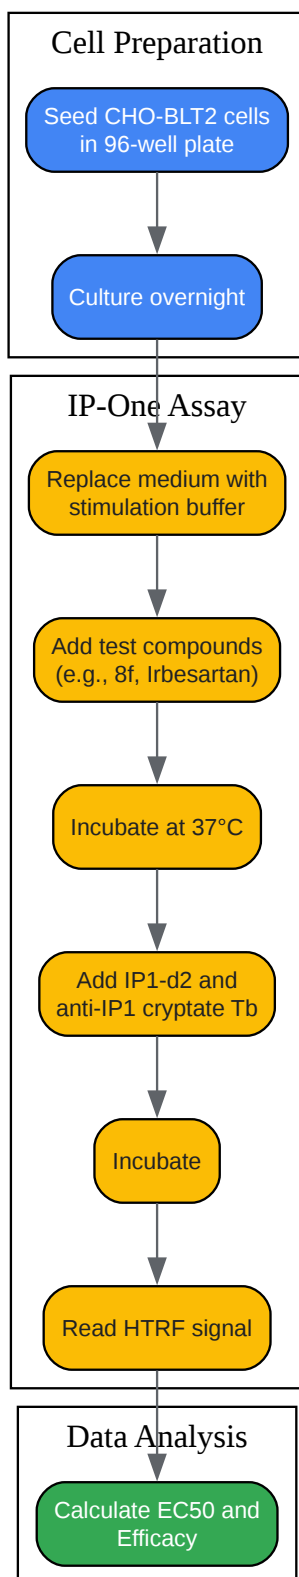 Cell Preparation
Seed CHO-BLT2 cells
in 96-well plate
Culture overnight
IP-One Assay
Replace medium with
stimulation buffer
Add test compounds
(e.g., 8f, Irbesartan)
Incubate at 37°C
Add IP1-d2 and
anti-IP1 cryptate Tb
Incubate
Read HTRF signal
Data Analysis
Calculate EC50 and
Efficacy